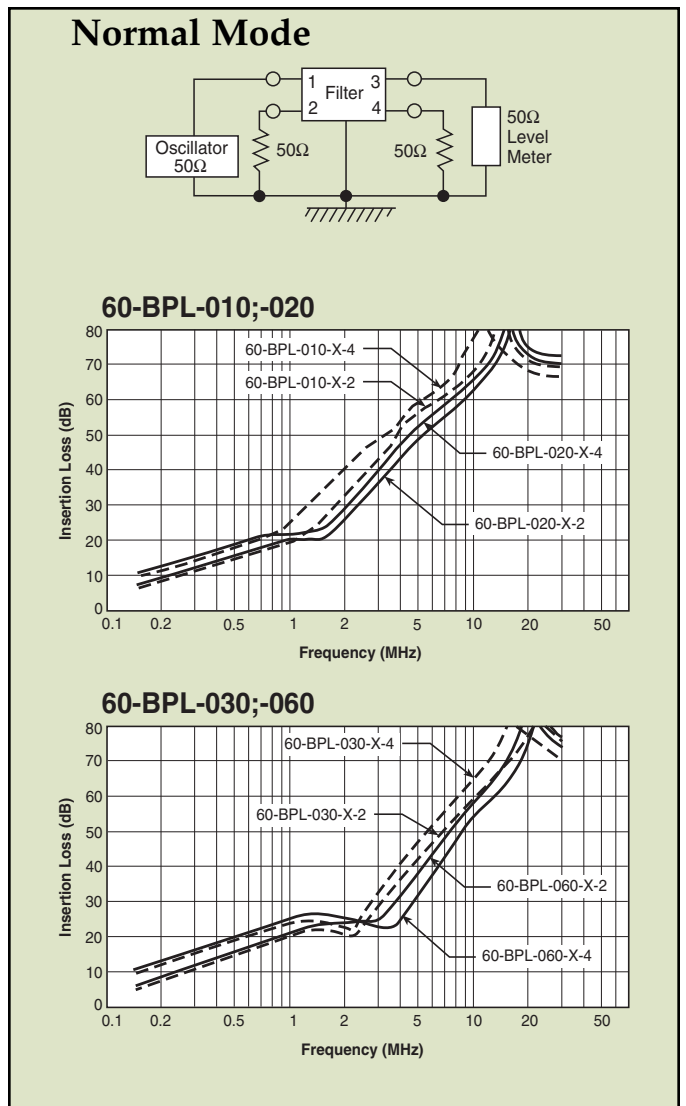 Normal Mode
1
3
Filter
2
4
50Ω
Level
Meter
Oscillator
50Ω
50Ω
50Ω
60-BPL-010;-020
80
70
60
50
40
30
20
10
0
Insertion Loss (dB)
60-BPL-010-X-4
60-BPL-010-X-2
60-BPL-020-X-4
60-BPL-020-X-2
0.1 0.2 0.5 1 2 5 10 20 50
Frequency (MHz)
60-BPL-030;-060
80
70
60
50
40
30
20
10
0
Insertion Loss (dB)
60-BPL-030-X-4
60-BPL-030-X-2
60-BPL-060-X-2
60-BPL-060-X-4
0.1 0.2 0.5 1 2 5 10 20 50
Frequency (MHz)